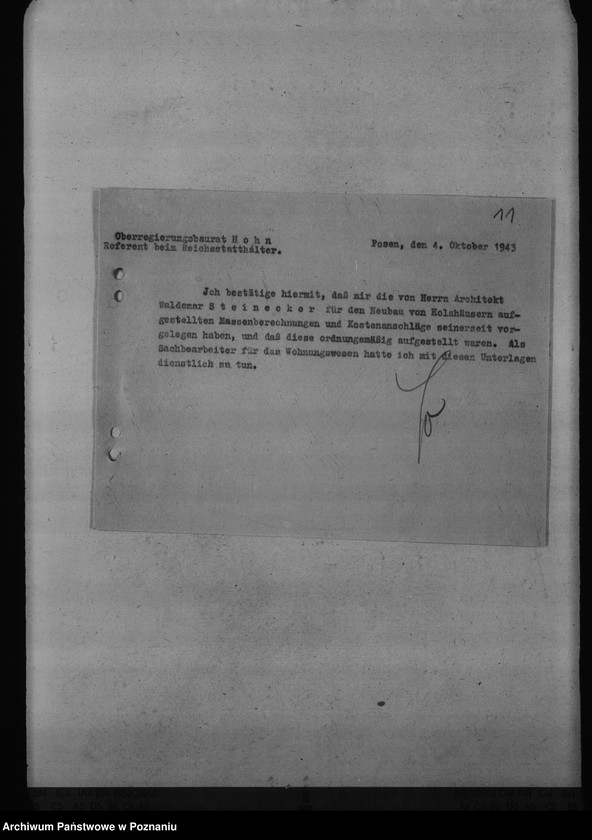 11
Oberregierungsbaurat H o h n
Referent beim Reichsstatthalter.
Posen, den 4. Oktober 1943
Ich bestätige hiermit, daß mir die von Herrn Architekt
Waldemar S t e i n e c k e r für den Neubau von Holzhäusern auf-
gestellten Massenberechnungen und Kostenanschläge seinerzeit vor-
gelegen haben, und daß diese ordnungsmäßig aufgestellt waren. Als
Sachbearbeiter für das Wohnungswesen hatte ich mit diesen Unterlagen
dienstlich zu tun.
Archiwum Państwowe w Poznaniu